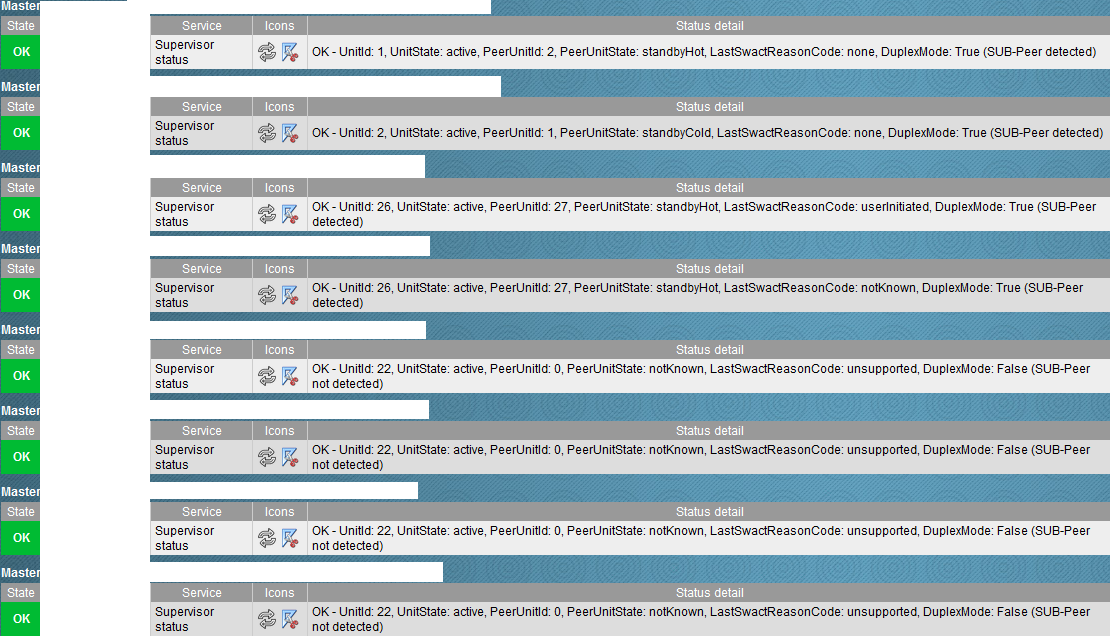 Master
State Service Icons Status detail
OK Supervisor status OK - UnitId: 1, UnitState: active, PeerUnitId: 2, PeerUnitState: standbyHot, LastSwactReasonCode: none, DuplexMode: True (SUB-Peer detected)
Master
State Service Icons Status detail
OK Supervisor status OK - UnitId: 2, UnitState: active, PeerUnitId: 1, PeerUnitState: standbyCold, LastSwactReasonCode: none, DuplexMode: True (SUB-Peer detected)
Master
State Service Icons Status detail
OK Supervisor status OK - UnitId: 26, UnitState: active, PeerUnitId: 27, PeerUnitState: standbyHot, LastSwactReasonCode: userInitiated, DuplexMode: True (SUB-Peer
detected)
Master
State Service Icons Status detail
OK Supervisor status OK - UnitId: 26, UnitState: active, PeerUnitId: 27, PeerUnitState: standbyHot, LastSwactReasonCode: notKnown, DuplexMode: True (SUB-Peer
detected)
Master
State Service Icons Status detail
OK Supervisor status OK - UnitId: 22, UnitState: active, PeerUnitId: 0, PeerUnitState: notKnown, LastSwactReasonCode: unsupported, DuplexMode: False (SUB-Peer
not detected)
Master
State Service Icons Status detail
OK Supervisor status OK - UnitId: 22, UnitState: active, PeerUnitId: 0, PeerUnitState: notKnown, LastSwactReasonCode: unsupported, DuplexMode: False (SUB-Peer
not detected)
Master
State Service Icons Status detail
OK Supervisor status OK - UnitId: 22, UnitState: active, PeerUnitId: 0, PeerUnitState: notKnown, LastSwactReasonCode: unsupported, DuplexMode: False (SUB-Peer
not detected)
Master
State Service Icons Status detail
OK Supervisor status OK - UnitId: 22, UnitState: active, PeerUnitId: 0, PeerUnitState: notKnown, LastSwactReasonCode: unsupported, DuplexMode: False (SUB-Peer
not detected)